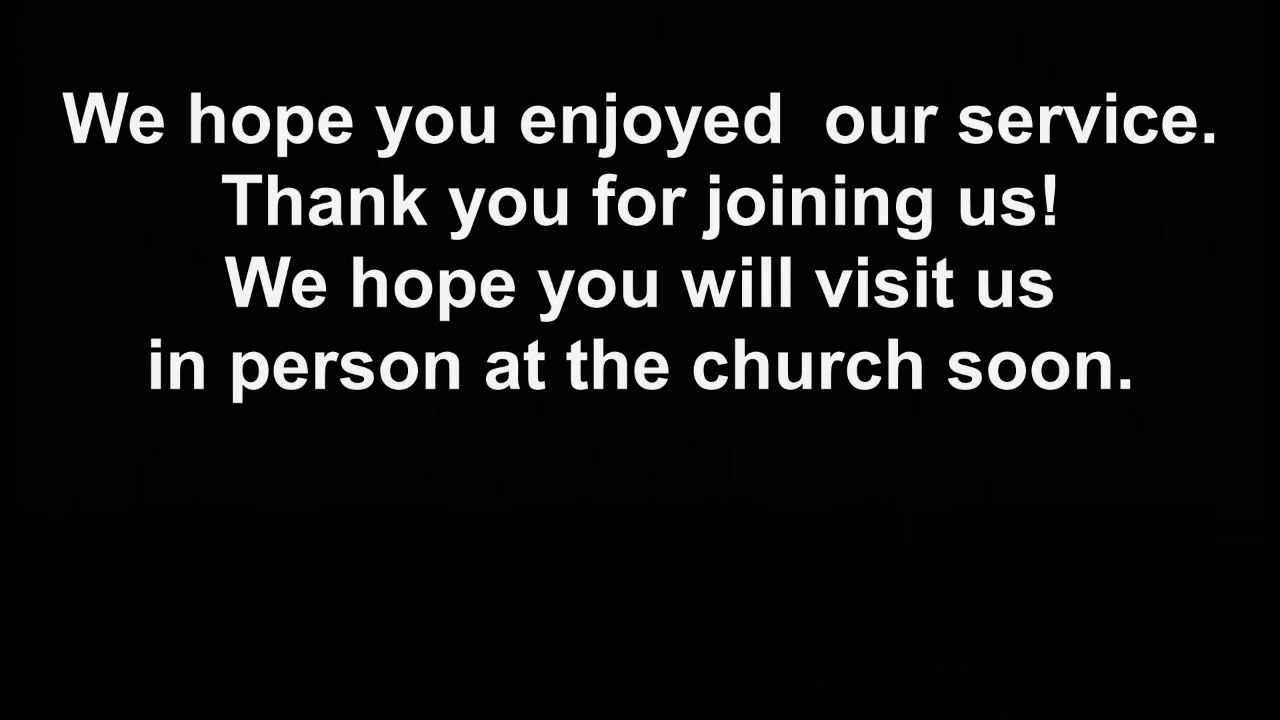 We hope you enjoyed  our service.
Thank you for joining us!
We hope you will visit us
in person at the church soon.